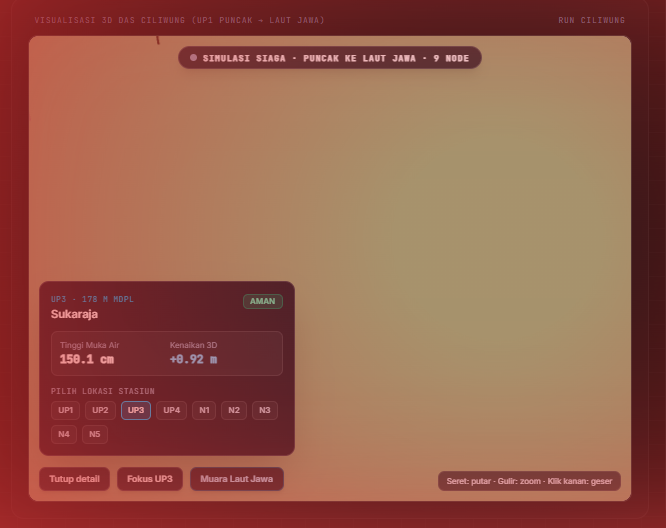 VISUALISASI 3D DAS CILIWUNG (UP1 PUNCAK → LAUT JAWA)
RUN CILIWUNG
SIMULASI SIAGA · PUNCAK KE LAUT JAWA · 9 NODE
UP3 · 178 M MDPL
AMAN
Sukaraja
Tinggi Muka Air
Kenaikan 3D
150.1 cm
+0.92 m
PILIH LOKASI STASIUN
UP1 UP2 UP3 UP4 N1 N2 N3
N4 N5
Tutup detail
Fokus UP3
Muara Laut Jawa
Seret: putar · Gulir: zoom · Klik kanan: geser